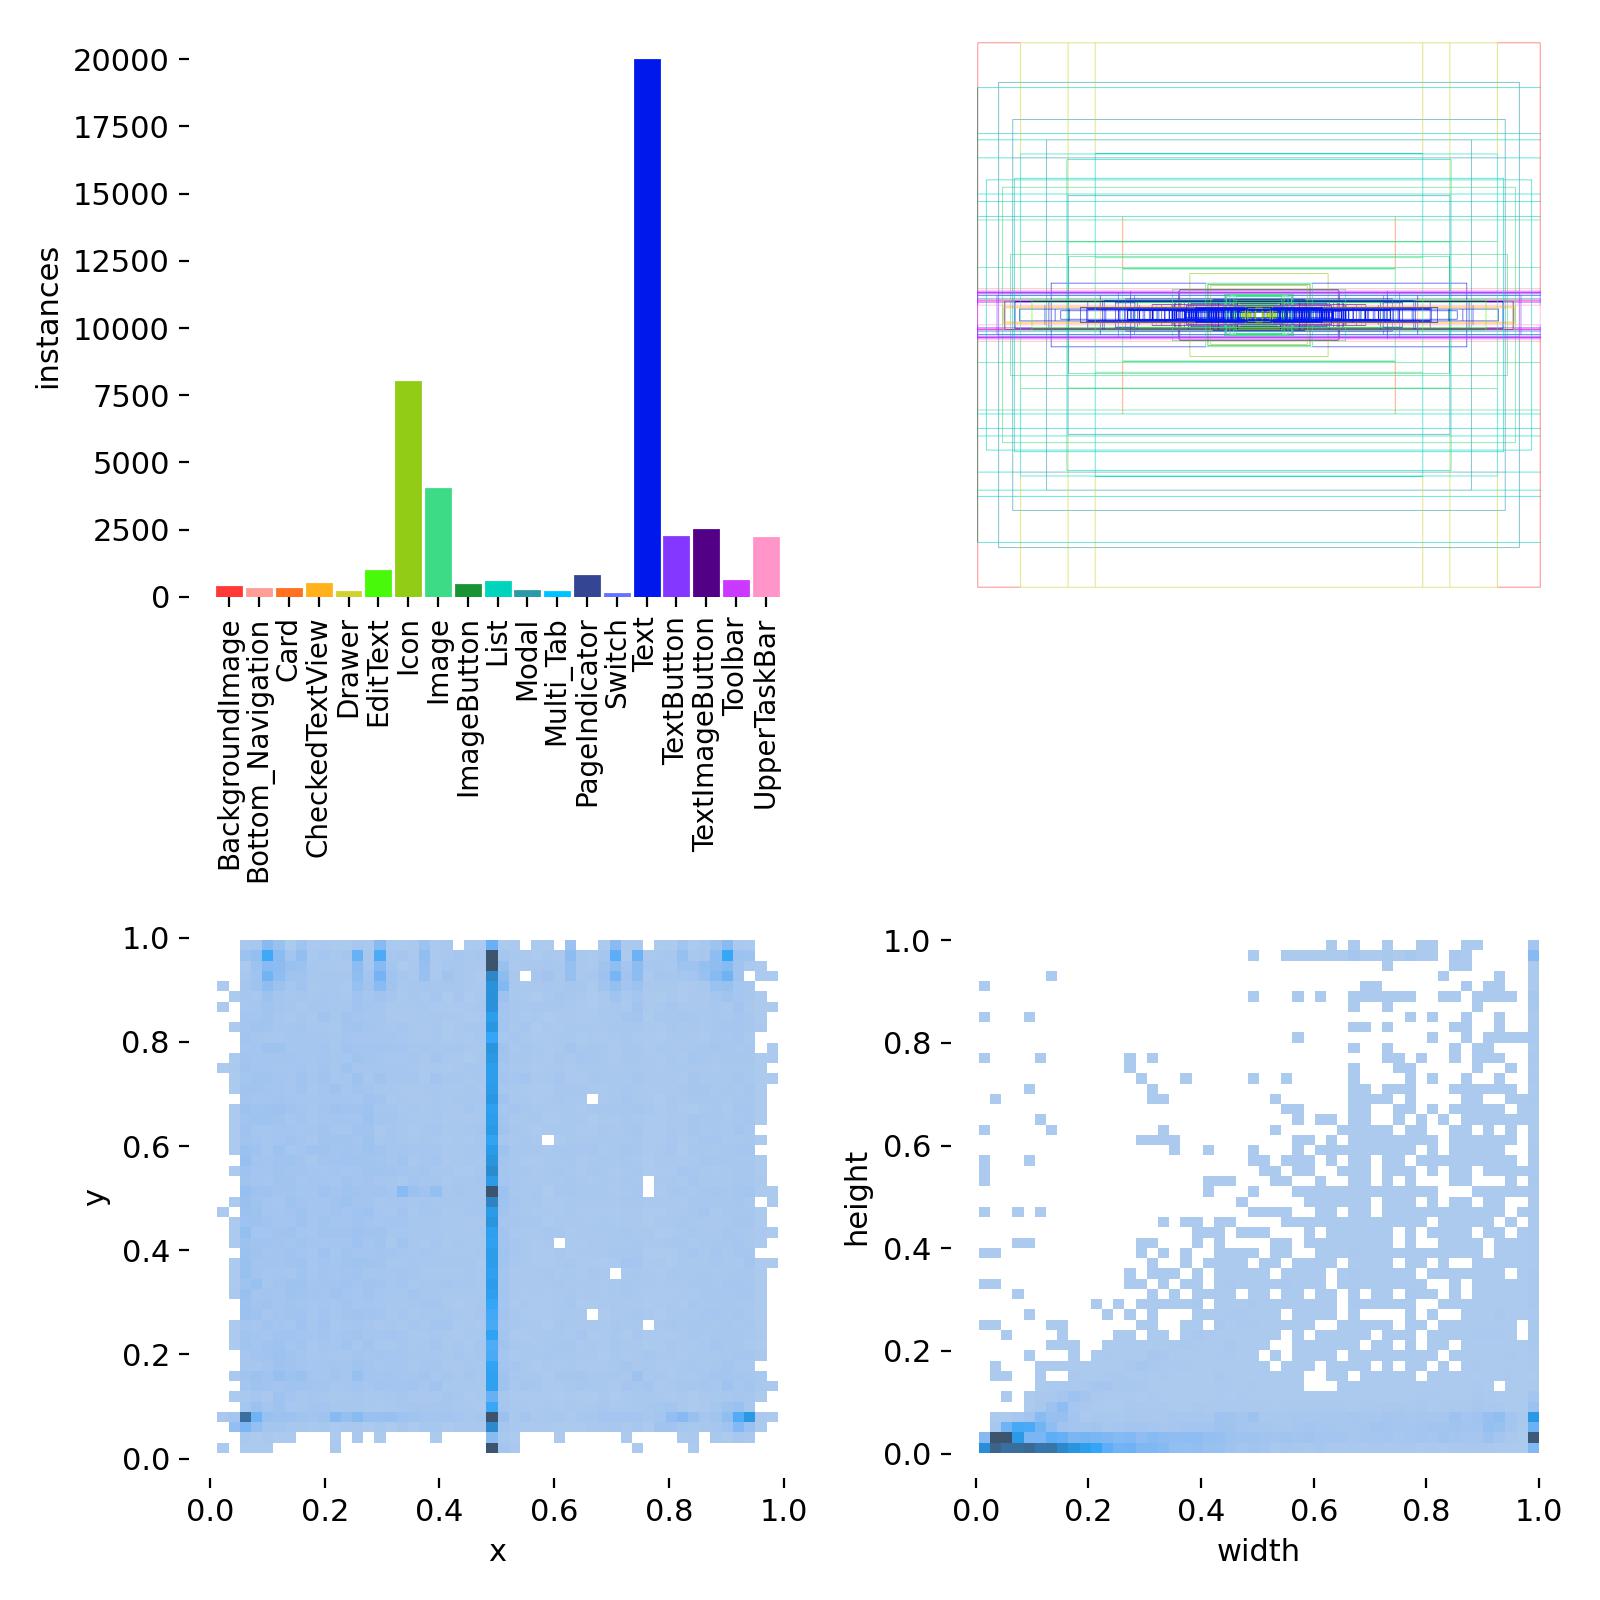 20000
17500
15000
12500
10000
7500
5000
2500
0
instances
BackgroundImage
Bottom_Navigation
Card
CheckedTextView
Drawer
EditText
Icon
Image
ImageButton
List
Modal
Multi_Tab
PageIndicator
Switch
Text
TextButton
TextImageButton
Toolbar
UpperTaskBar
1.0
0.8
0.6
0.4
0.2
0.0
y
0.0 0.2 0.4 0.6 0.8 1.0
x
1.0
0.8
0.6
0.4
0.2
0.0
height
0.0 0.2 0.4 0.6 0.8 1.0
width